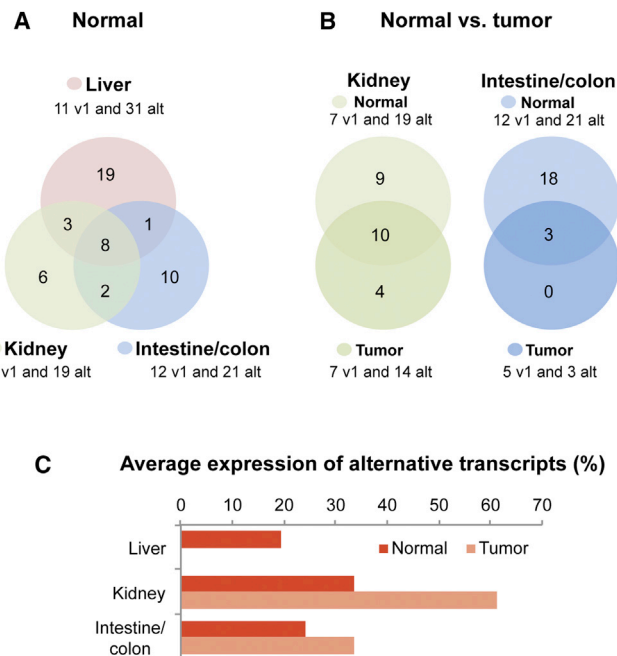 A Normal
Liver
11 v1 and 31 alt
19
3
1
8
6
2
10
Kidney
v1 and 19 alt
Intestine/colon
12 v1 and 21 alt
B Normal vs. tumor
Kidney
Normal
7 v1 and 19 alt
9
10
4
Tumor
7 v1 and 14 alt
Intestine/colon
Normal
12 v1 and 21 alt
18
3
0
Tumor
5 v1 and 3 alt
C Average expression of alternative transcripts (%)
0 10 20 30 40 50 60 70
Normal Tumor
Liver
Kidney
Intestine/
colon